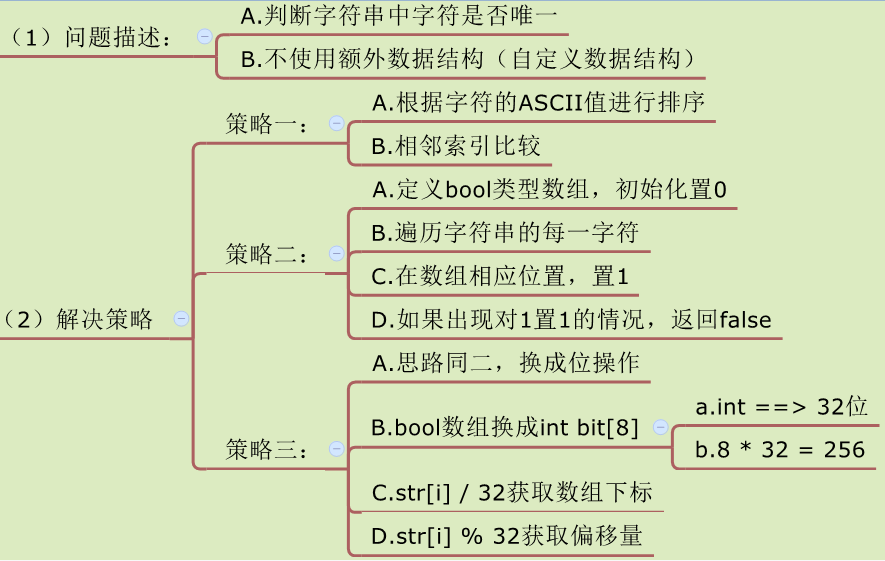 （1）问题描述：
A.判断字符串中字符是否唯一
B.不使用额外数据结构（自定义数据结构）
（2）解决策略
策略一：
A.根据字符的ASCII值进行排序
B.相邻索引比较
策略二：
A.定义bool类型数组，初始化置0
B.遍历字符串的每一字符
C.在数组相应位置，置1
D.如果出现对1置1的情况，返回false
策略三：
A.思路同二，换成位操作
B.bool数组换成int bit[8]
a.int ==> 32位
b.8 * 32 = 256
C.str[i] / 32获取数组下标
D.str[i] % 32获取偏移量